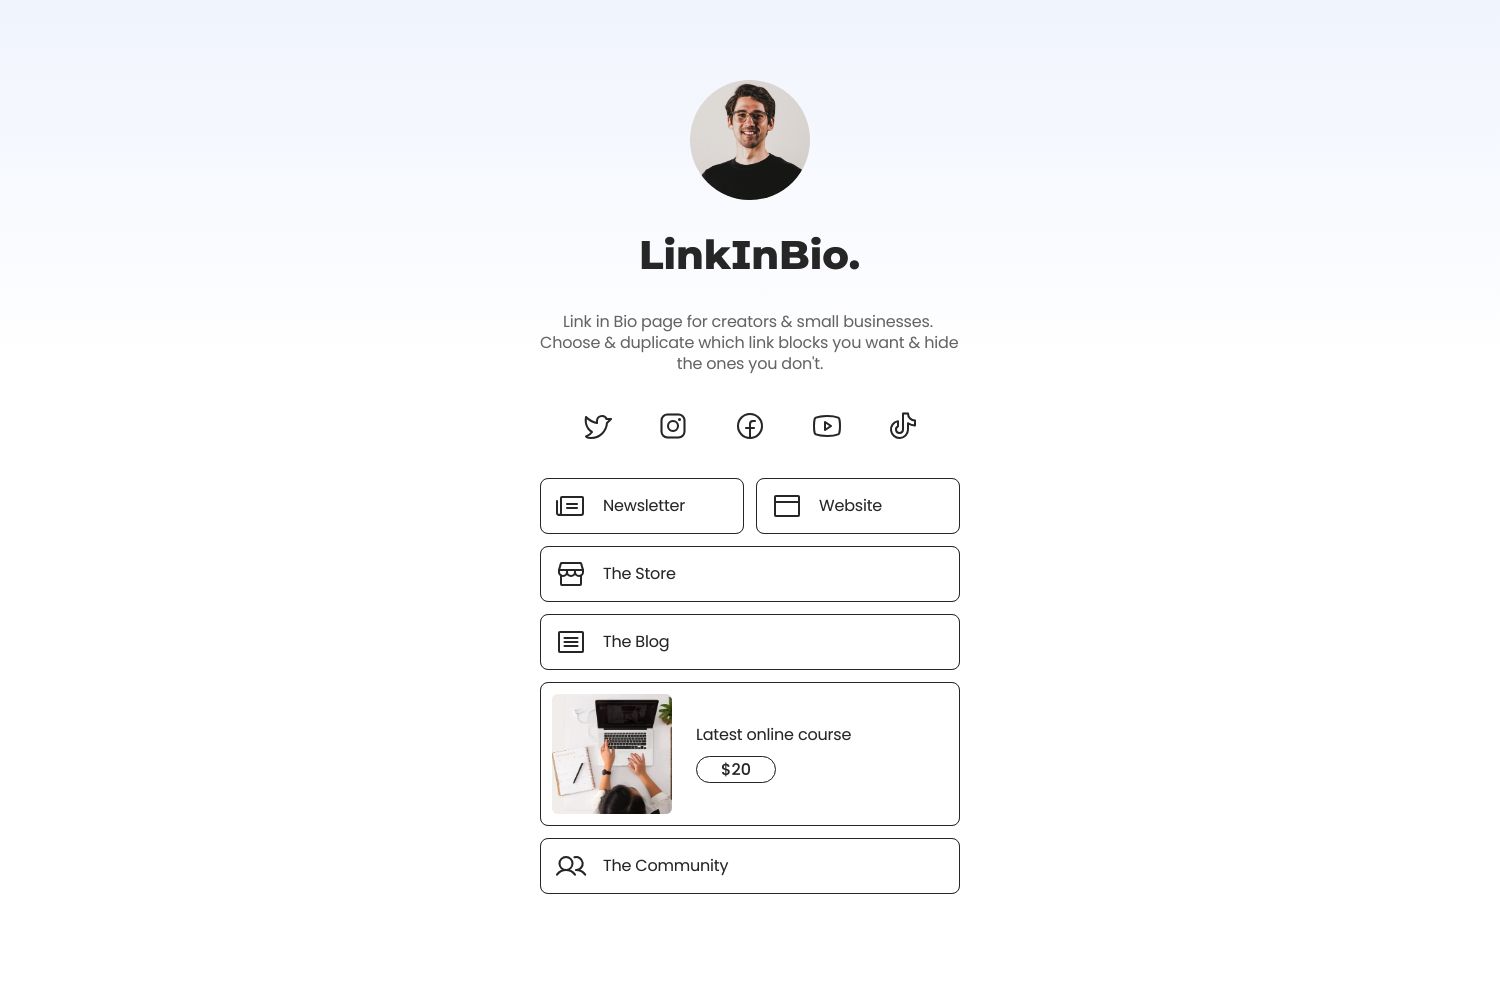 LinkInBio.
Link in Bio page for creators & small businesses.
Choose & duplicate which link blocks you want & hide
the ones you don't.
Newsletter
Website
The Store
The Blog
Latest online course
$20
The Community